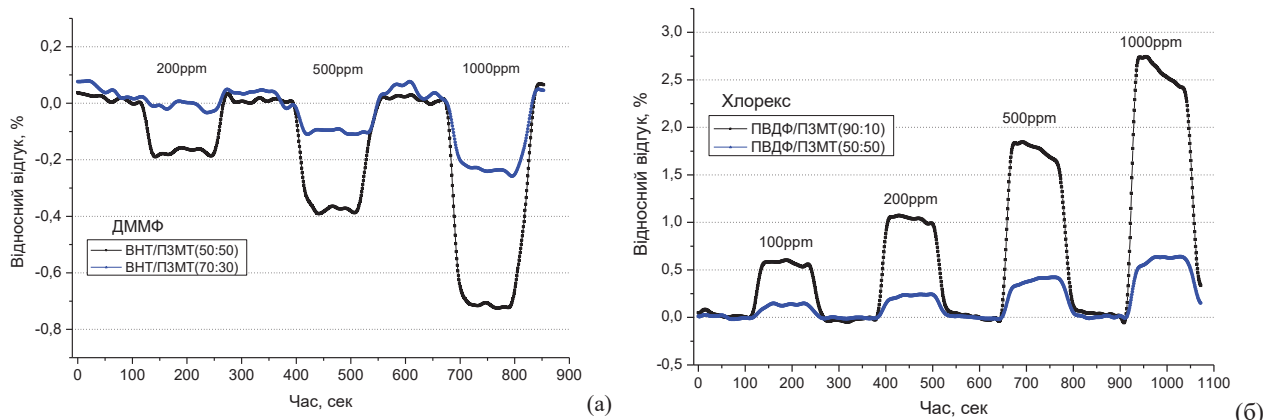 0,2
0,0
-0,2
-0,4
-0,6
-0,8
Відносний відгук, %
200ppm
500ppm
1000ppm
ДММФ
ВНТ/ПЗМТ(50:50)
ВНТ/ПЗМТ(70:30)
0 100 200 300 400 500 600 700 800 900
Час, сек
(а)
3,0
2,5
2,0
1,5
1,0
0,5
0,0
-0,5
Відносний відгук, %
1000ppm
Хлорекс
500ppm
ПВДФ/ПЗМТ(90:10)
ПВДФ/ПЗМТ(50:50)
200ppm
100ppm
0 100 200 300 400 500 600 700 800 900 1000 1100
Час, сек
(б)